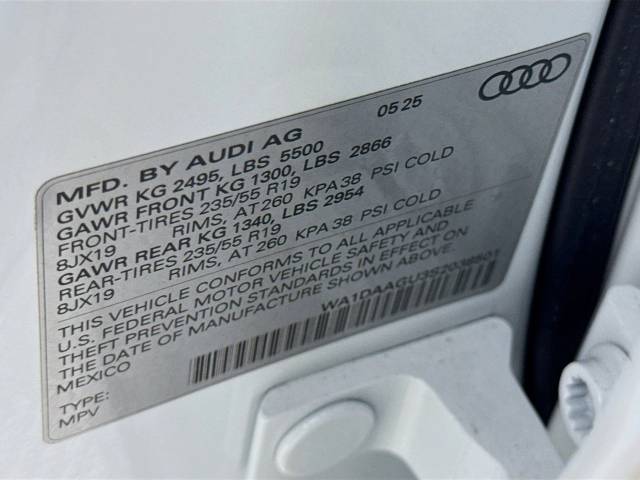 MFD. BY AUDI AG 05 25
GVWR KG 2495, LBS 5500
GAWR FRONT KG 1300, LBS 2866
FRONT-TIRES 235/55 R19
8JX19 RIMS, AT 260 KPA 38 PSI COLD
GAWR REAR KG 1340, LBS 2954
REAR-TIRES 235/55 R19
8JX19 RIMS, AT 260 KPA 38 PSI COLD
THIS VEHICLE CONFORMS TO ALL APPLICABLE
U.S. FEDERAL MOTOR VEHICLE SAFETY AND
THEFT PREVENTION STANDARDS IN EFFECT ON
THE DATE OF MANUFACTURE SHOWN ABOVE.
MEXICO
WA1DAAGU3S2038501
TYPE:
MPV